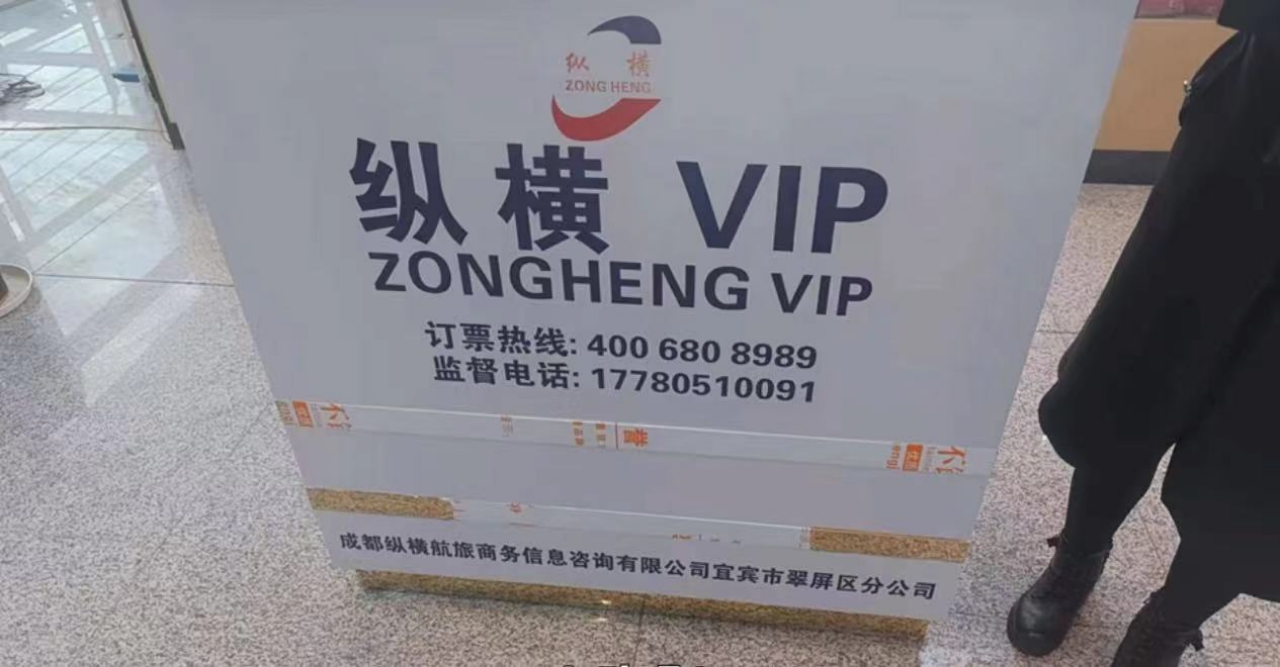 纵 横
ZONG HENG
纵横 VIP
ZONGHENG VIP
订票热线: 400 680 8989
监督电话: 17780510091
成都纵横航旅商务信息咨询有限公司宜宾市翠屏区分公司